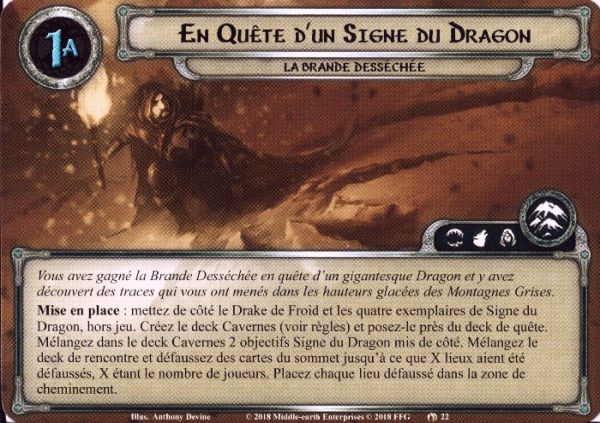 1A
En Quête d'un Signe du Dragon
La Brande Desséchée
Vous avez gagné la Brande Desséchée en quête d'un gigantesque Dragon et y avez
découvert des traces qui vous ont menés dans les hauteurs glacées des Montagnes Grises.
Mise en place : mettez de côté le Drake de Froid et les quatre exemplaires de Signe du
Dragon, hors jeu. Créez le deck Cavernes (voir règles) et posez-le près du deck de quête.
Mélangez dans le deck Cavernes 2 objectifs Signe du Dragon mis de côté. Mélangez le
deck de rencontre et défaussez des cartes du sommet jusqu'à ce que X lieux aient été
défaussés, X étant le nombre de joueurs. Placez chaque lieu défaussé dans la zone de
cheminement.
Illus. Anthony Devine © 2018 Middle-earth Enterprises © 2018 FFG 22